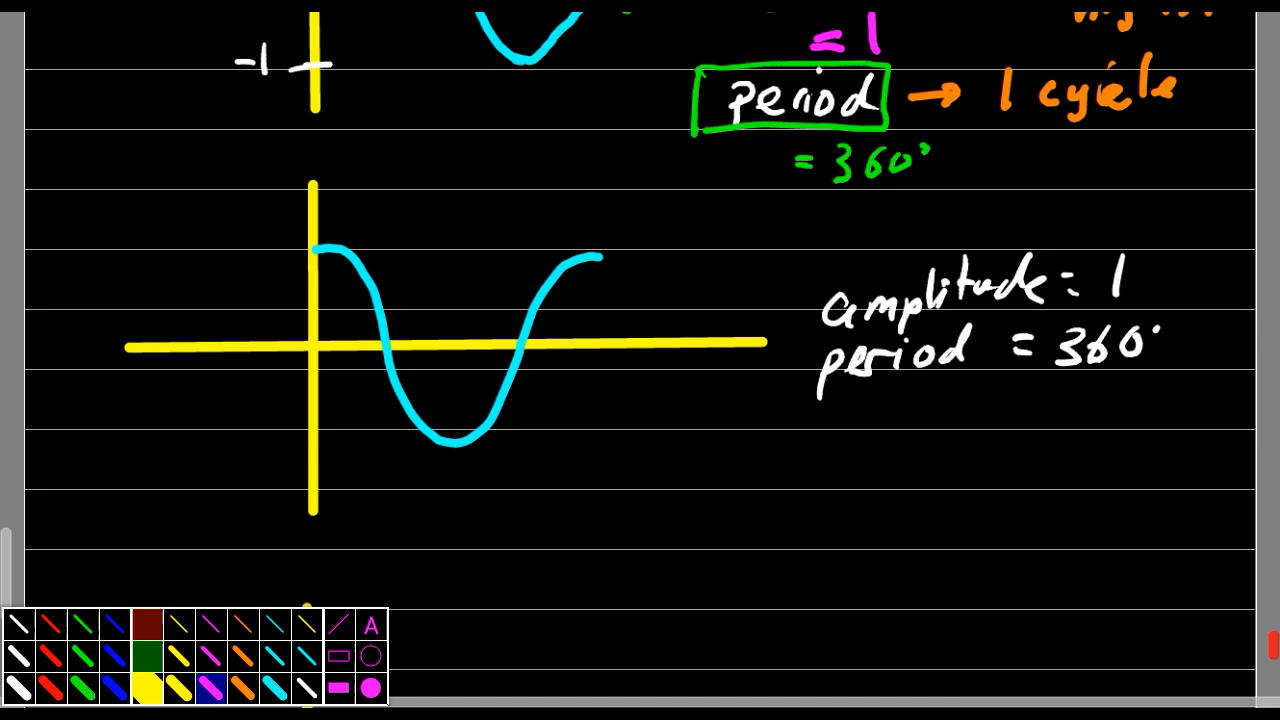 = 1
-1
period → 1 cycle
= 360°
amplitude = 1
period = 360°
A